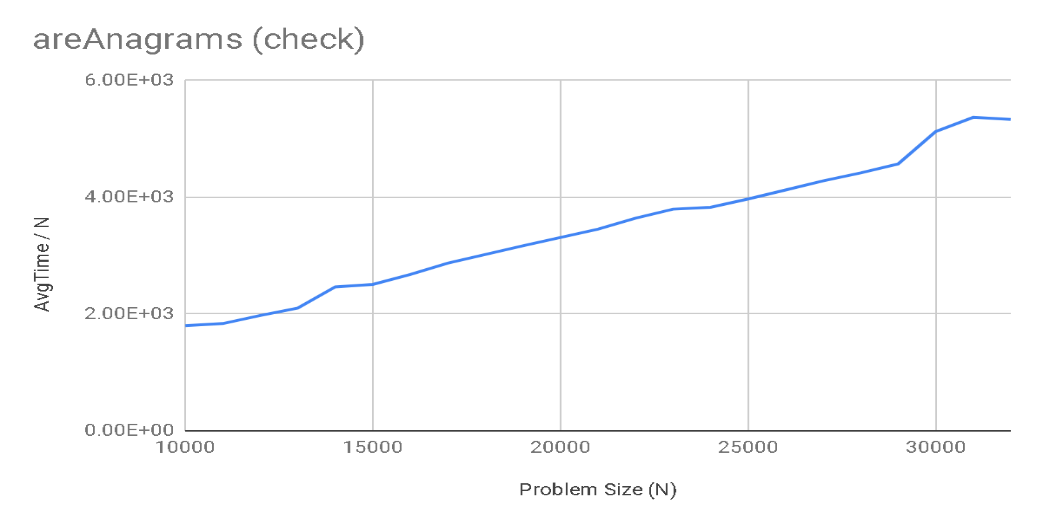 areAnagrams (check)
6.00E+03
4.00E+03
2.00E+03
0.00E+00
AvgTime / N
10000 15000 20000 25000 30000
Problem Size (N)